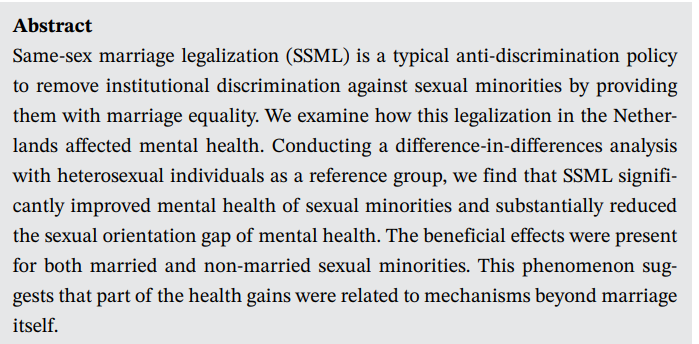 Abstract
Same-sex marriage legalization (SSML) is a typical anti-discrimination policy
to remove institutional discrimination against sexual minorities by providing
them with marriage equality. We examine how this legalization in the Nether-
lands affected mental health. Conducting a difference-in-differences analysis
with heterosexual individuals as a reference group, we find that SSML signifi-
cantly improved mental health of sexual minorities and substantially reduced
the sexual orientation gap of mental health. The beneficial effects were present
for both married and non-married sexual minorities. This phenomenon sug-
gests that part of the health gains were related to mechanisms beyond marriage
itself.